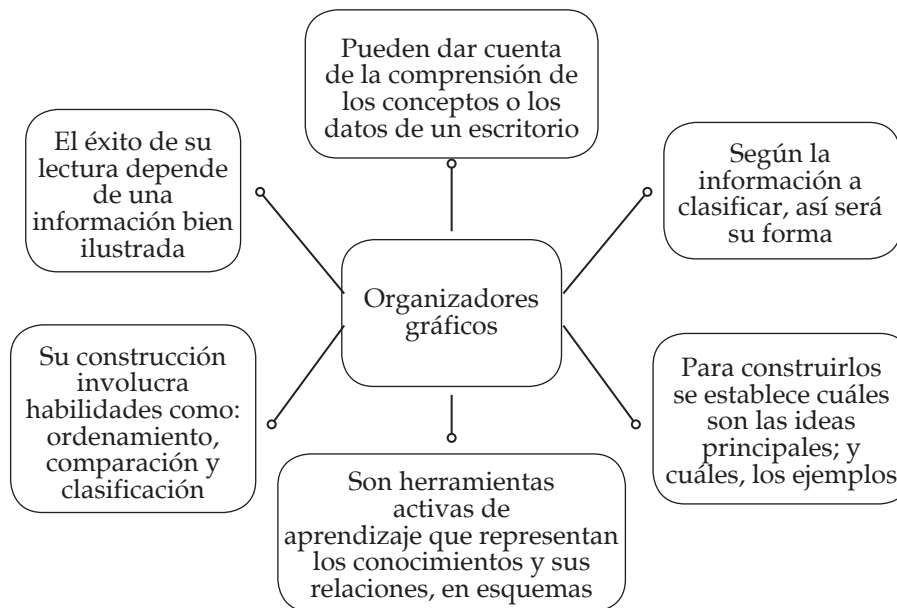 Pueden dar cuenta
de la comprensión de
los conceptos o los
datos de un escritorio
El éxito de su
lectura depende
de una
información bien
ilustrada
Según la
información a
clasificar, así será
su forma
Organizadores
gráficos
Su construcción
involucra
habilidades como:
ordenamiento,
comparación y
clasificación
Para construirlos
se establece cuáles
son las ideas
principales; y
cuáles, los ejemplos
Son herramientas
activas de
aprendizaje que representan
los conocimientos y sus
relaciones, en esquemas